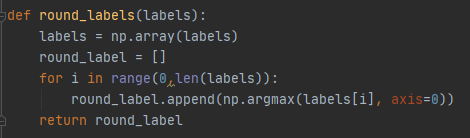 def round_labels(labels):
labels = np.array(labels)
round_label = []
for i in range(0,len(labels)):
round_label.append(np.argmax(labels[i], axis=0))
return round_label